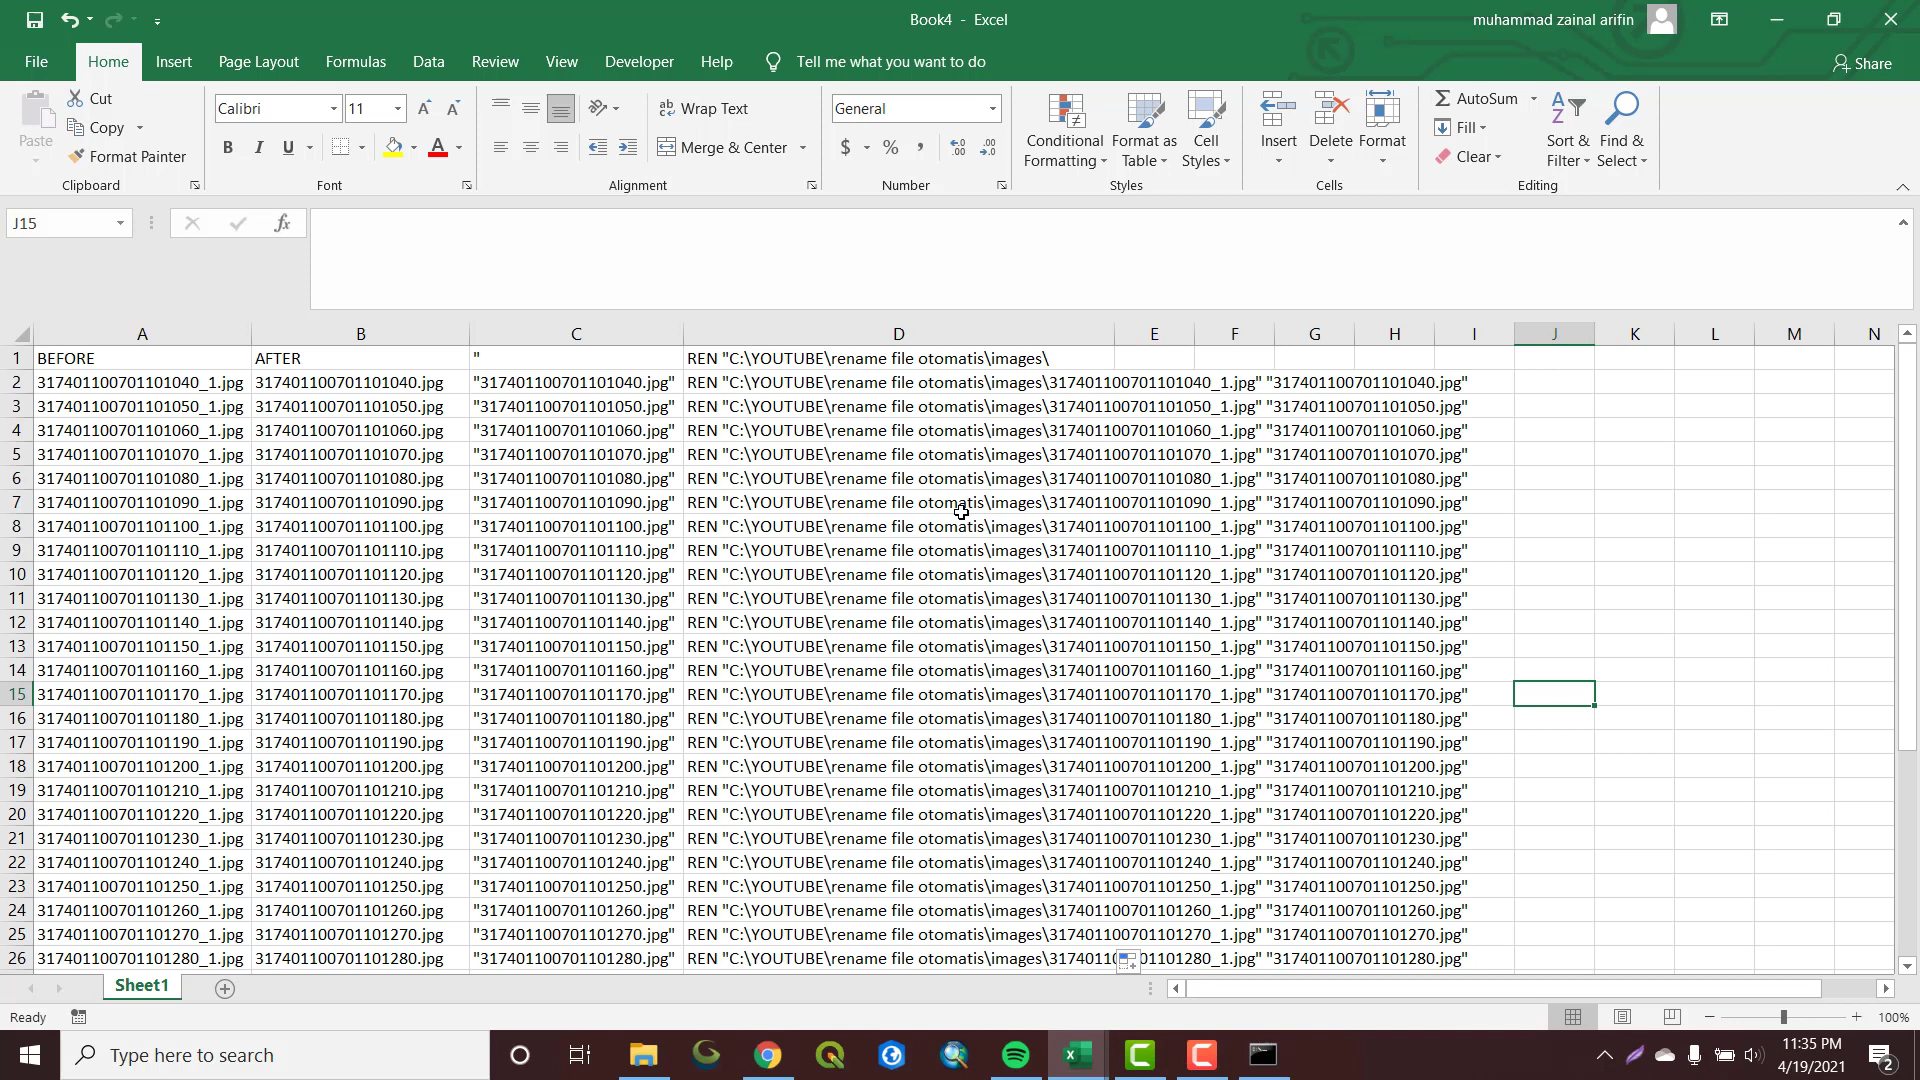 Book4 - Excel
muhammad zainal arifin
File Home Insert Page Layout Formulas Data Review View Developer Help Tell me what you want to do Share
Paste
Cut
Copy
Format Painter
Clipboard
Calibri 11
B I U A
Font
Wrap Text
Merge & Center
Alignment
General
$ % ,
Number
Conditional Formatting
Format as Table
Cell Styles
Styles
Insert Delete Format
Cells
AutoSum
Fill
Clear
Sort & Filter
Find & Select
Editing
J15 fx
A B C D E F G H I J K L M N
1 BEFORE AFTER " REN "C:\YOUTUBE\rename file otomatis\images\
2 317401100701101040_1.jpg 317401100701101040.jpg "317401100701101040.jpg" REN "C:\YOUTUBE\rename file otomatis\images\317401100701101040_1.jpg" "317401100701101040.jpg"
3 317401100701101050_1.jpg 317401100701101050.jpg "317401100701101050.jpg" REN "C:\YOUTUBE\rename file otomatis\images\317401100701101050_1.jpg" "317401100701101050.jpg"
4 317401100701101060_1.jpg 317401100701101060.jpg "317401100701101060.jpg" REN "C:\YOUTUBE\rename file otomatis\images\317401100701101060_1.jpg" "317401100701101060.jpg"
5 317401100701101070_1.jpg 317401100701101070.jpg "317401100701101070.jpg" REN "C:\YOUTUBE\rename file otomatis\images\317401100701101070_1.jpg" "317401100701101070.jpg"
6 317401100701101080_1.jpg 317401100701101080.jpg "317401100701101080.jpg" REN "C:\YOUTUBE\rename file otomatis\images\317401100701101080_1.jpg" "317401100701101080.jpg"
7 317401100701101090_1.jpg 317401100701101090.jpg "317401100701101090.jpg" REN "C:\YOUTUBE\rename file otomatis\images\317401100701101090_1.jpg" "317401100701101090.jpg"
8 317401100701101100_1.jpg 317401100701101100.jpg "317401100701101100.jpg" REN "C:\YOUTUBE\rename file otomatis\images\317401100701101100_1.jpg" "317401100701101100.jpg"
9 317401100701101110_1.jpg 317401100701101110.jpg "317401100701101110.jpg" REN "C:\YOUTUBE\rename file otomatis\images\317401100701101110_1.jpg" "317401100701101110.jpg"
10 317401100701101120_1.jpg 317401100701101120.jpg "317401100701101120.jpg" REN "C:\YOUTUBE\rename file otomatis\images\317401100701101120_1.jpg" "317401100701101120.jpg"
11 317401100701101130_1.jpg 317401100701101130.jpg "317401100701101130.jpg" REN "C:\YOUTUBE\rename file otomatis\images\317401100701101130_1.jpg" "317401100701101130.jpg"
12 317401100701101140_1.jpg 317401100701101140.jpg "317401100701101140.jpg" REN "C:\YOUTUBE\rename file otomatis\images\317401100701101140_1.jpg" "317401100701101140.jpg"
13 317401100701101150_1.jpg 317401100701101150.jpg "317401100701101150.jpg" REN "C:\YOUTUBE\rename file otomatis\images\317401100701101150_1.jpg" "317401100701101150.jpg"
14 317401100701101160_1.jpg 317401100701101160.jpg "317401100701101160.jpg" REN "C:\YOUTUBE\rename file otomatis\images\317401100701101160_1.jpg" "317401100701101160.jpg"
15 317401100701101170_1.jpg 317401100701101170.jpg "317401100701101170.jpg" REN "C:\YOUTUBE\rename file otomatis\images\317401100701101170_1.jpg" "317401100701101170.jpg"
16 317401100701101180_1.jpg 317401100701101180.jpg "317401100701101180.jpg" REN "C:\YOUTUBE\rename file otomatis\images\317401100701101180_1.jpg" "317401100701101180.jpg"
17 317401100701101190_1.jpg 317401100701101190.jpg "317401100701101190.jpg" REN "C:\YOUTUBE\rename file otomatis\images\317401100701101190_1.jpg" "317401100701101190.jpg"
18 317401100701101200_1.jpg 317401100701101200.jpg "317401100701101200.jpg" REN "C:\YOUTUBE\rename file otomatis\images\317401100701101200_1.jpg" "317401100701101200.jpg"
19 317401100701101210_1.jpg 317401100701101210.jpg "317401100701101210.jpg" REN "C:\YOUTUBE\rename file otomatis\images\317401100701101210_1.jpg" "317401100701101210.jpg"
20 317401100701101220_1.jpg 317401100701101220.jpg "317401100701101220.jpg" REN "C:\YOUTUBE\rename file otomatis\images\317401100701101220_1.jpg" "317401100701101220.jpg"
21 317401100701101230_1.jpg 317401100701101230.jpg "317401100701101230.jpg" REN "C:\YOUTUBE\rename file otomatis\images\317401100701101230_1.jpg" "317401100701101230.jpg"
22 317401100701101240_1.jpg 317401100701101240.jpg "317401100701101240.jpg" REN "C:\YOUTUBE\rename file otomatis\images\317401100701101240_1.jpg" "317401100701101240.jpg"
23 317401100701101250_1.jpg 317401100701101250.jpg "317401100701101250.jpg" REN "C:\YOUTUBE\rename file otomatis\images\317401100701101250_1.jpg" "317401100701101250.jpg"
24 317401100701101260_1.jpg 317401100701101260.jpg "317401100701101260.jpg" REN "C:\YOUTUBE\rename file otomatis\images\317401100701101260_1.jpg" "317401100701101260.jpg"
25 317401100701101270_1.jpg 317401100701101270.jpg "317401100701101270.jpg" REN "C:\YOUTUBE\rename file otomatis\images\317401100701101270_1.jpg" "317401100701101270.jpg"
26 317401100701101280_1.jpg 317401100701101280.jpg "317401100701101280.jpg" REN "C:\YOUTUBE\rename file otomatis\images\3174011 01101280_1.jpg" "317401100701101280.jpg"
Sheet1
Ready 100%
Type here to search
11:35 PM
4/19/2021
2